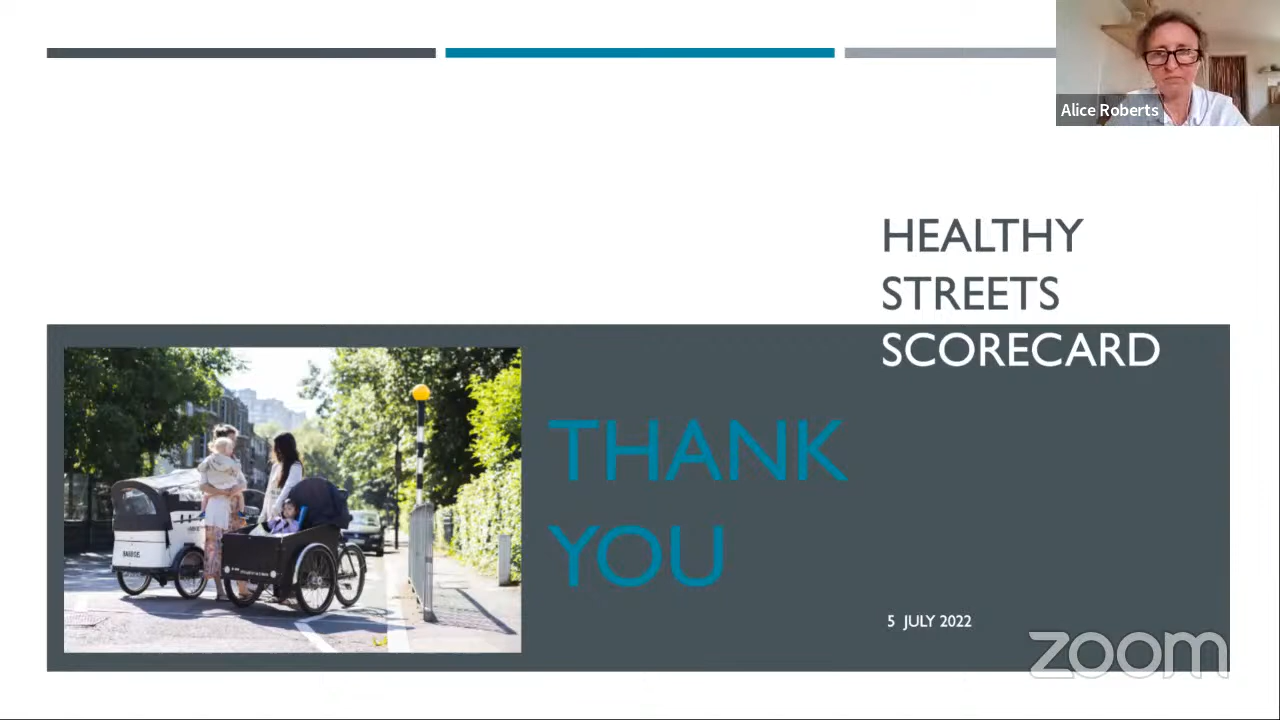 Alice Roberts
HEALTHY
STREETS
SCORECARD
THANK
YOU
5 JULY 2022
zoom